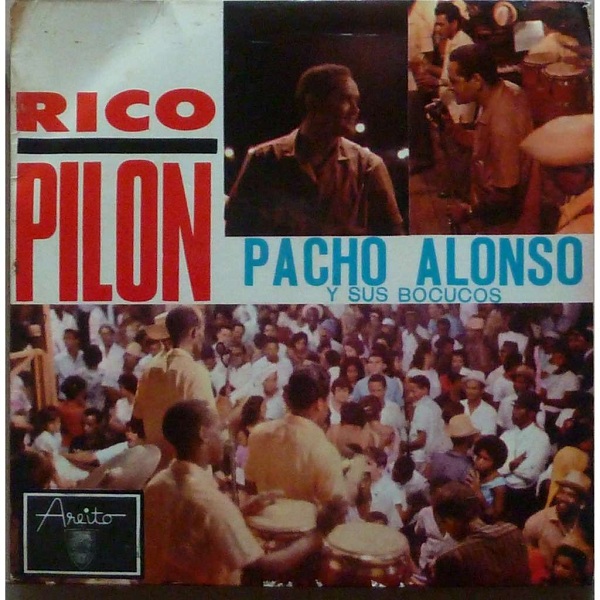 RICO
PILON
PACHO ALONSO
Y SUS BOCUCOS
Areito